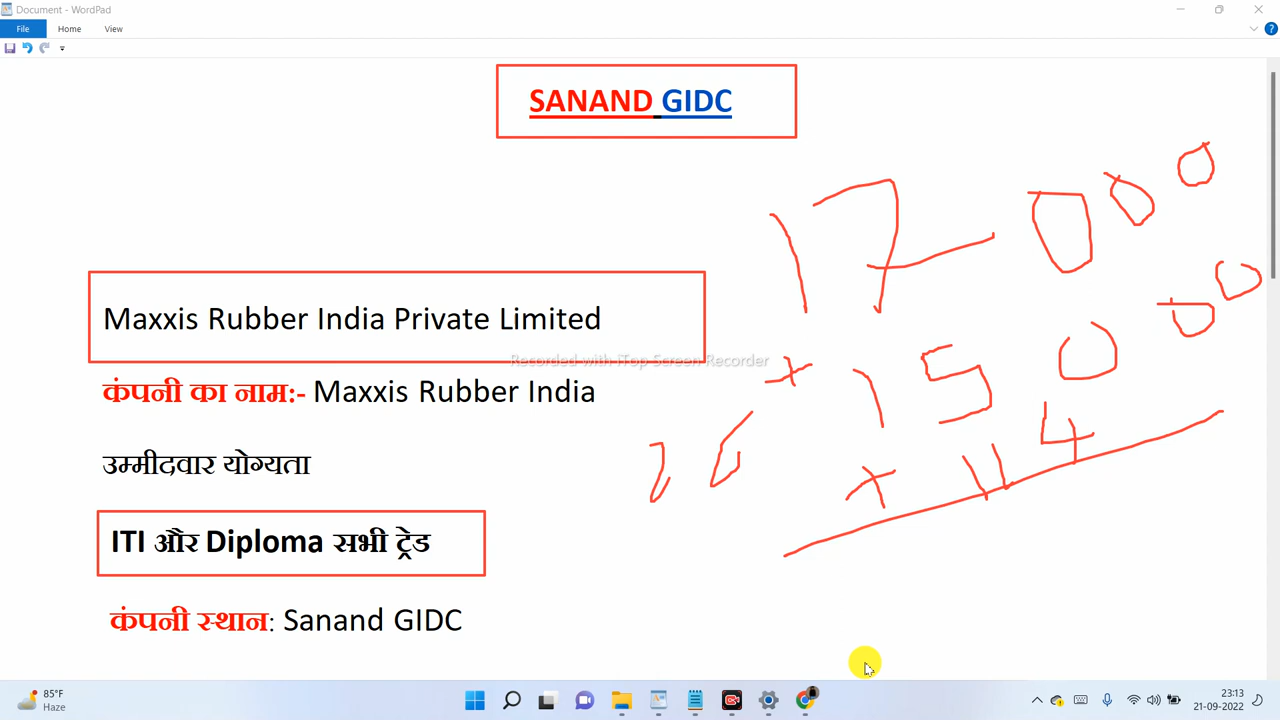 Document - WordPad
File Home View
SANAND GIDC
17000
Maxxis Rubber India Private Limited
Recorded with iTop Screen Recorder
+ 15000
कंपनी का नाम:- Maxxis Rubber India
उम्मीदवार योग्यता
+ 114
ITI और Diploma सभी ट्रेड
कंपनी स्थान: Sanand GIDC
85°F
Haze
23:13
21-09-2022